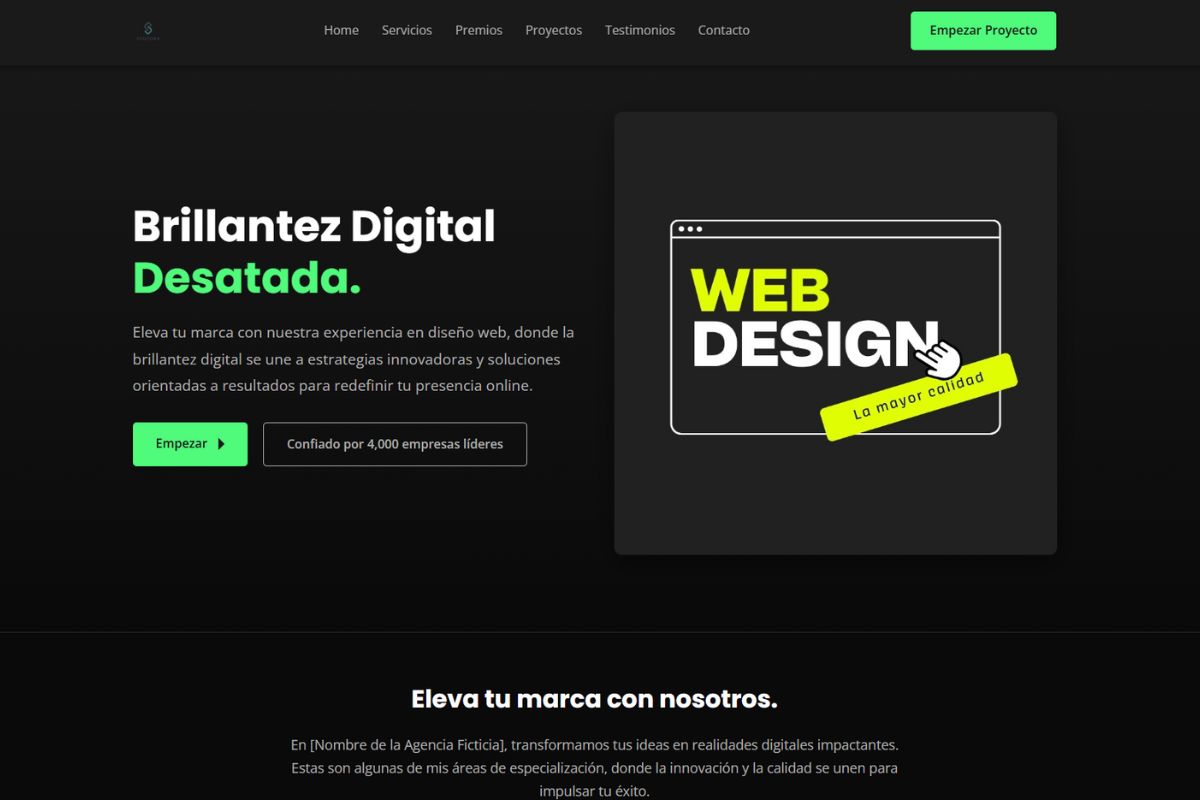 Home Servicios Premios Proyectos Testimonios Contacto Empezar Proyecto
Brillantez Digital
Desatada.
Eleva tu marca con nuestra experiencia en diseño web, donde la
brillantez digital se une a estrategias innovadoras y soluciones
orientadas a resultados para redefinir tu presencia online.
Empezar
Confiado por 4,000 empresas líderes
WEB
DESIGN
La mayor calidad
Eleva tu marca con nosotros.
En [Nombre de la Agencia Ficticia], transformamos tus ideas en realidades digitales impactantes.
Estas son algunas de mis áreas de especialización, donde la innovación y la calidad se unen para
impulsar tu éxito.